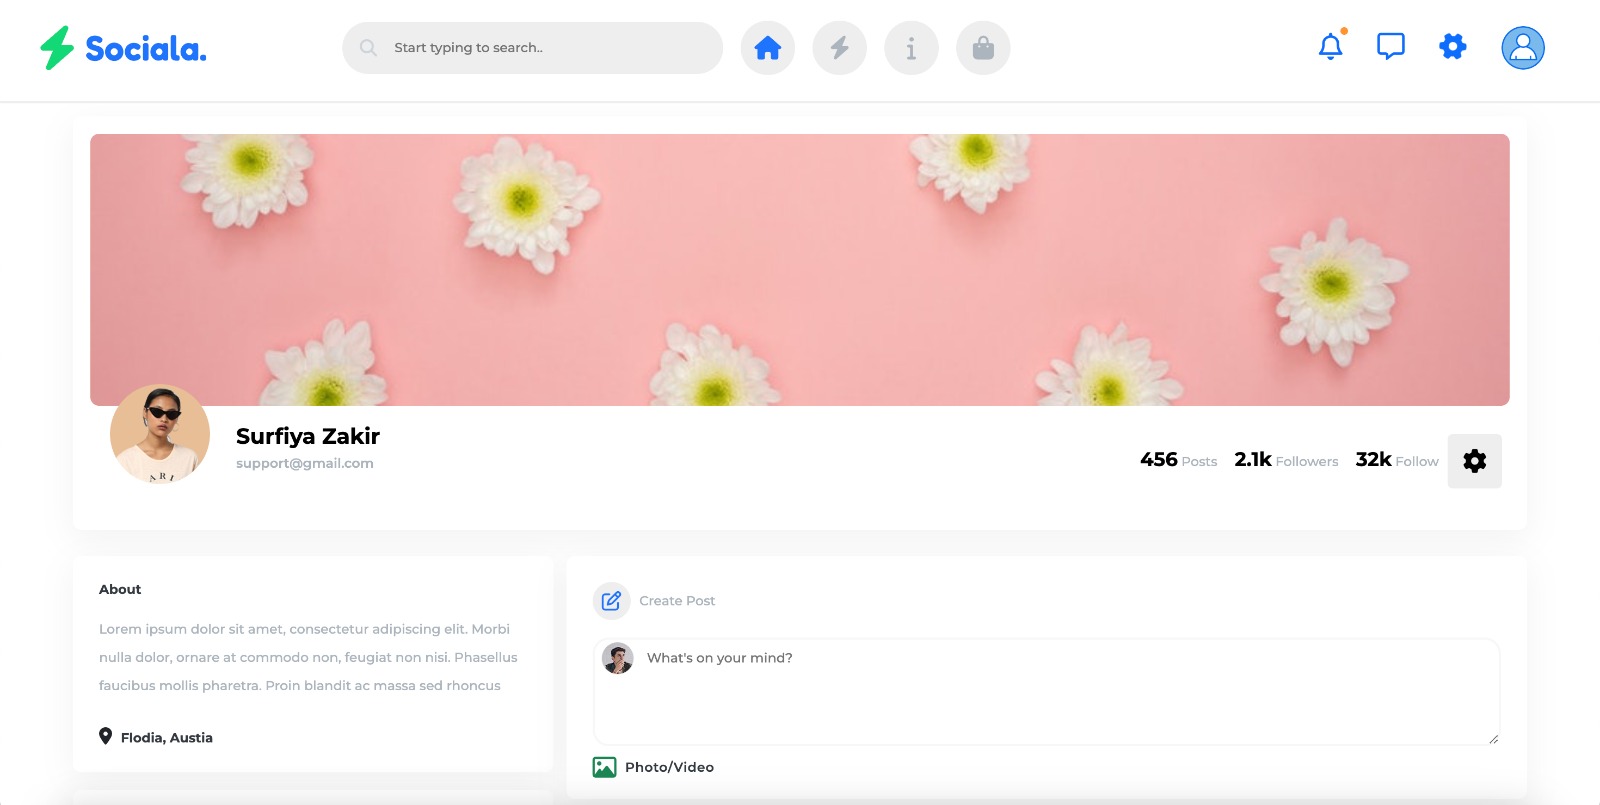 Sociala.
Start typing to search..
ARI
Surfiya Zakir
support@gmail.com
456 Posts 2.1k Followers 32k Follow
About
Lorem ipsum dolor sit amet, consectetur adipiscing elit. Morbi
nulla dolor, ornare at commodo non, feugiat non nisi. Phasellus
faucibus mollis pharetra. Proin blandit ac massa sed rhoncus
Flodia, Austia
Create Post
What's on your mind?
Photo/Video